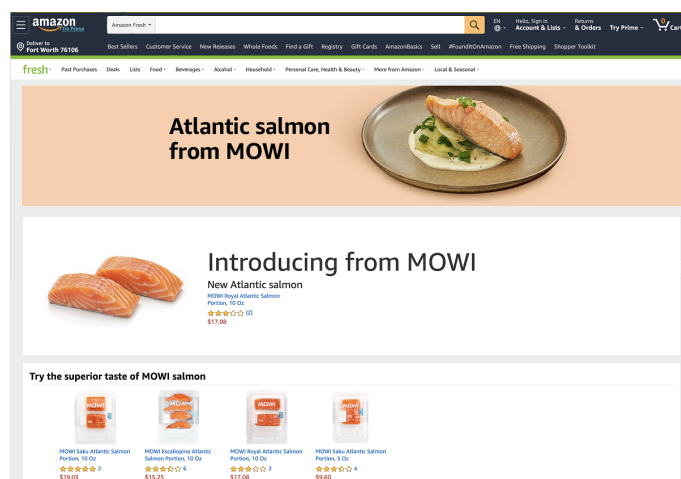 amazon
Try Prime
Amazon Fresh
EN
Hello, Sign in
Account & Lists
Returns
& Orders
Try Prime
0
Cart
Deliver to
Fort Worth 76106
Best Sellers Customer Service New Releases Whole Foods Find a Gift Registry Gift Cards AmazonBasics Sell #FoundItOnAmazon Free Shipping Shopper Toolkit
fresh Past Purchases Deals Lists Food Beverages Alcohol Household Personal Care, Health & Beauty More from Amazon Local & Seasonal
Atlantic salmon
from MOWI
Introducing from MOWI
New Atlantic salmon
MOWI Royal Atlantic Salmon
Portion, 10 Oz
(2)
$17.08
Try the superior taste of MOWI salmon
MOWI
MOWI
MOWI
MOWI
MOWI Saku Atlantic Salmon
Portion, 10 Oz
2
$19.03
MOWI Escallopino Atlantic
Salmon Portion, 10 Oz
6
$15.25
MOWI Royal Atlantic Salmon
Portion, 10 Oz
2
$17.08
MOWI Saku Atlantic Salmon
Portion, 5 Oz
4
$9.60